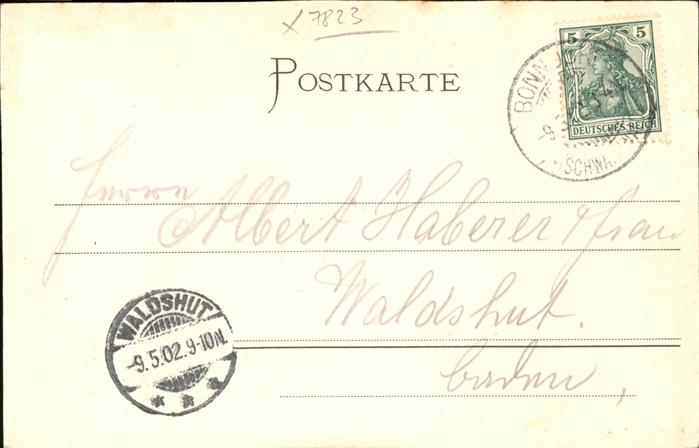 x 7823
POSTKARTE
5 5
DEUTSCHES REICH
BONN
(SCHW
Herrn
Albert Haberer & Frau
Waldshut.
Baden,
WALDSHUT
-9.5.02.9-10N.